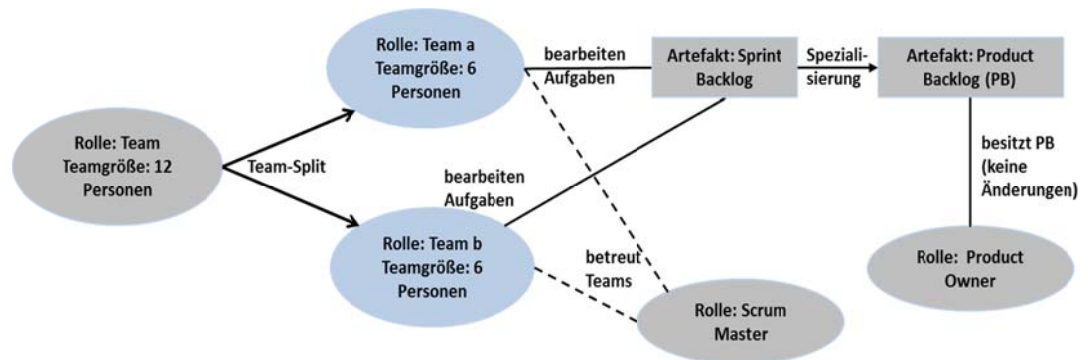 Rolle: Team a
Teamgröße: 6
Personen
bearbeiten
Aufgaben
Artefakt: Sprint
Backlog
Speziali-
sierung
Artefakt: Product
Backlog (PB)
Rolle: Team
Teamgröße: 12
Personen
Team-Split
bearbeiten
Aufgaben
besitzt PB
(keine
Änderungen)
Rolle: Team b
Teamgröße: 6
Personen
betreut
Teams
Rolle: Scrum
Master
Rolle: Product
Owner